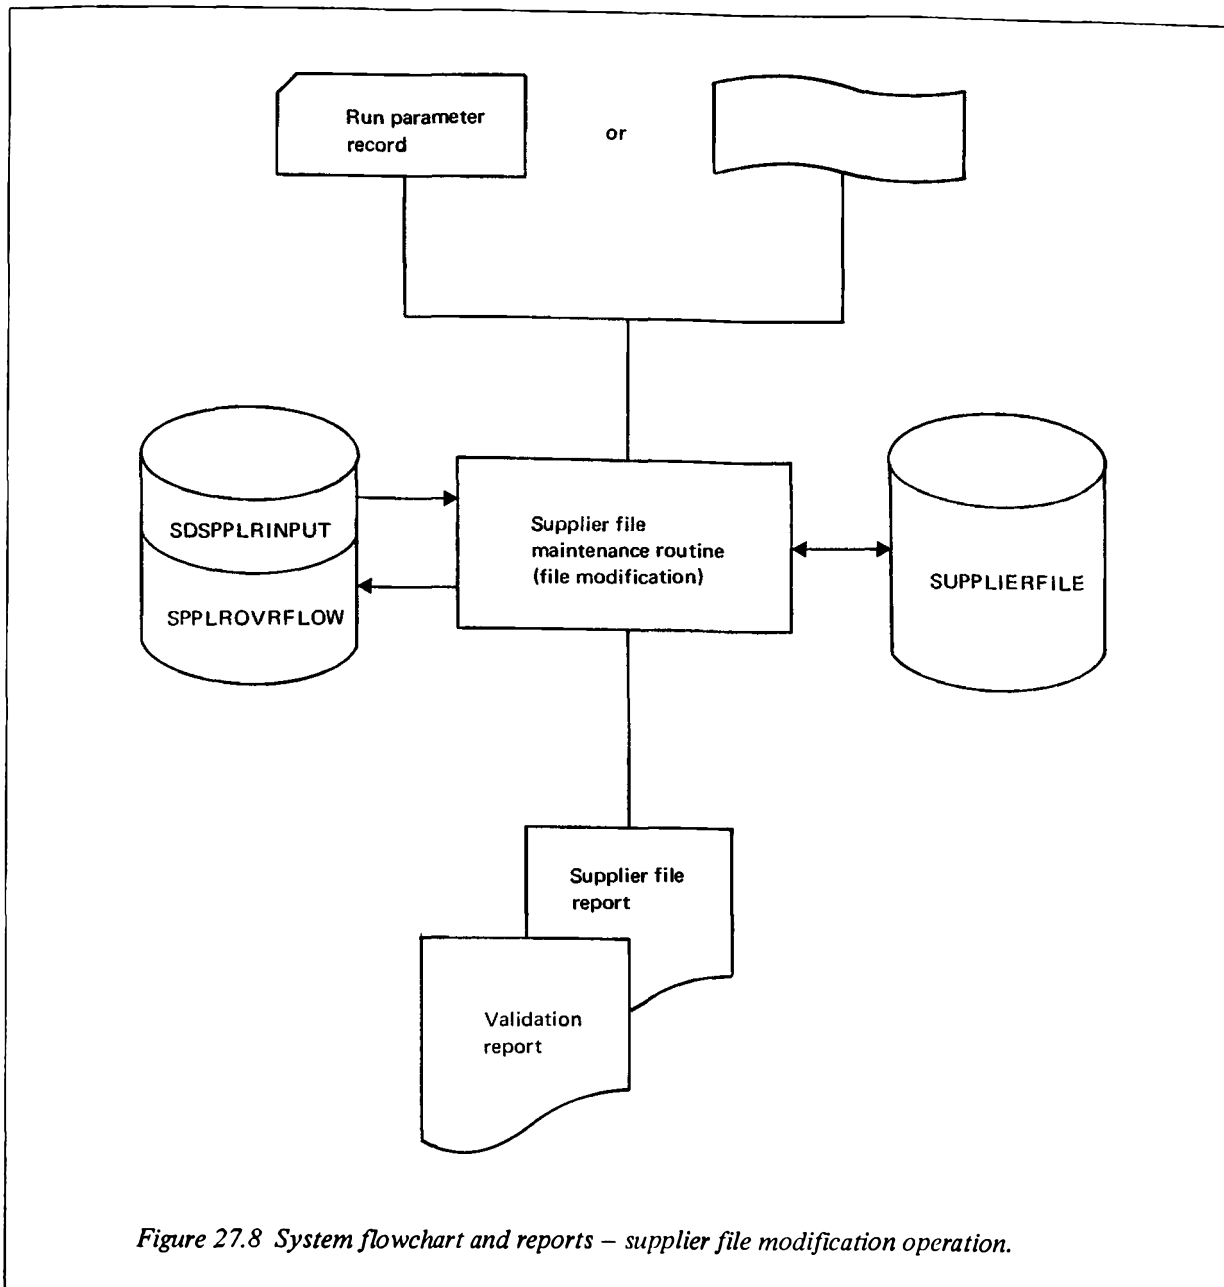 Run parameter
record
or
SDSPPLRINPUT
SPPLROVRFLOW
Supplier file
maintenance routine
(file modification)
SUPPLIERFILE
Supplier file
report
Validation
report
Figure 27.8 System flowchart and reports – supplier file modification operation.